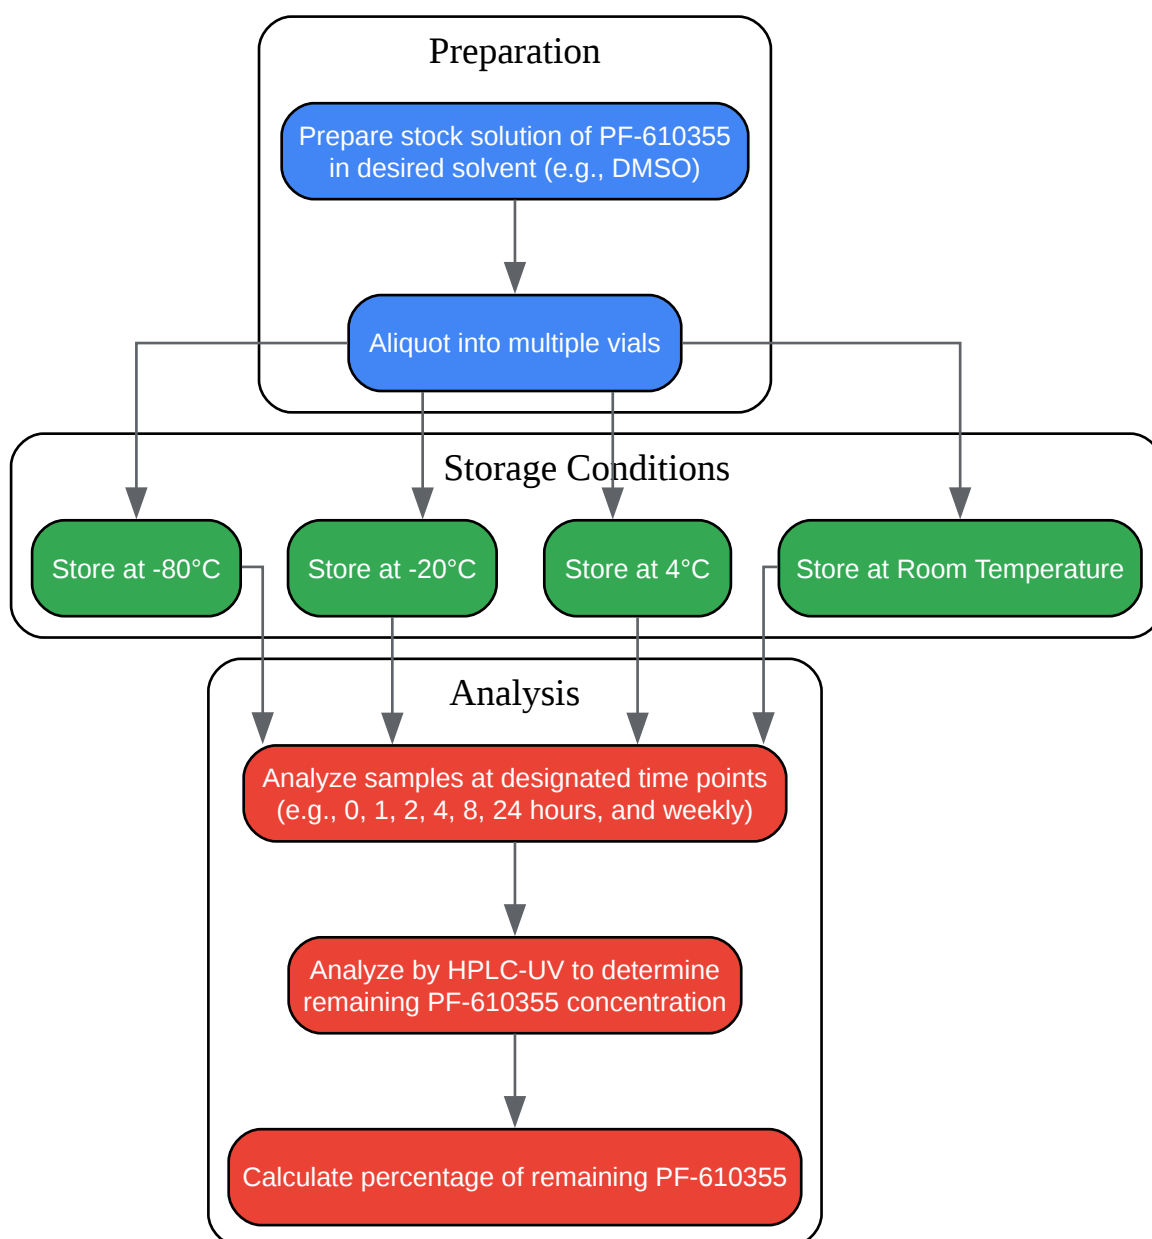 Preparation
Prepare stock solution of PF-610355
in desired solvent (e.g., DMSO)
Aliquot into multiple vials
Storage Conditions
Store at -80°C
Store at -20°C
Store at 4°C
Store at Room Temperature
Analysis
Analyze samples at designated time points
(e.g., 0, 1, 2, 4, 8, 24 hours, and weekly)
Analyze by HPLC-UV to determine
remaining PF-610355 concentration
Calculate percentage of remaining PF-610355